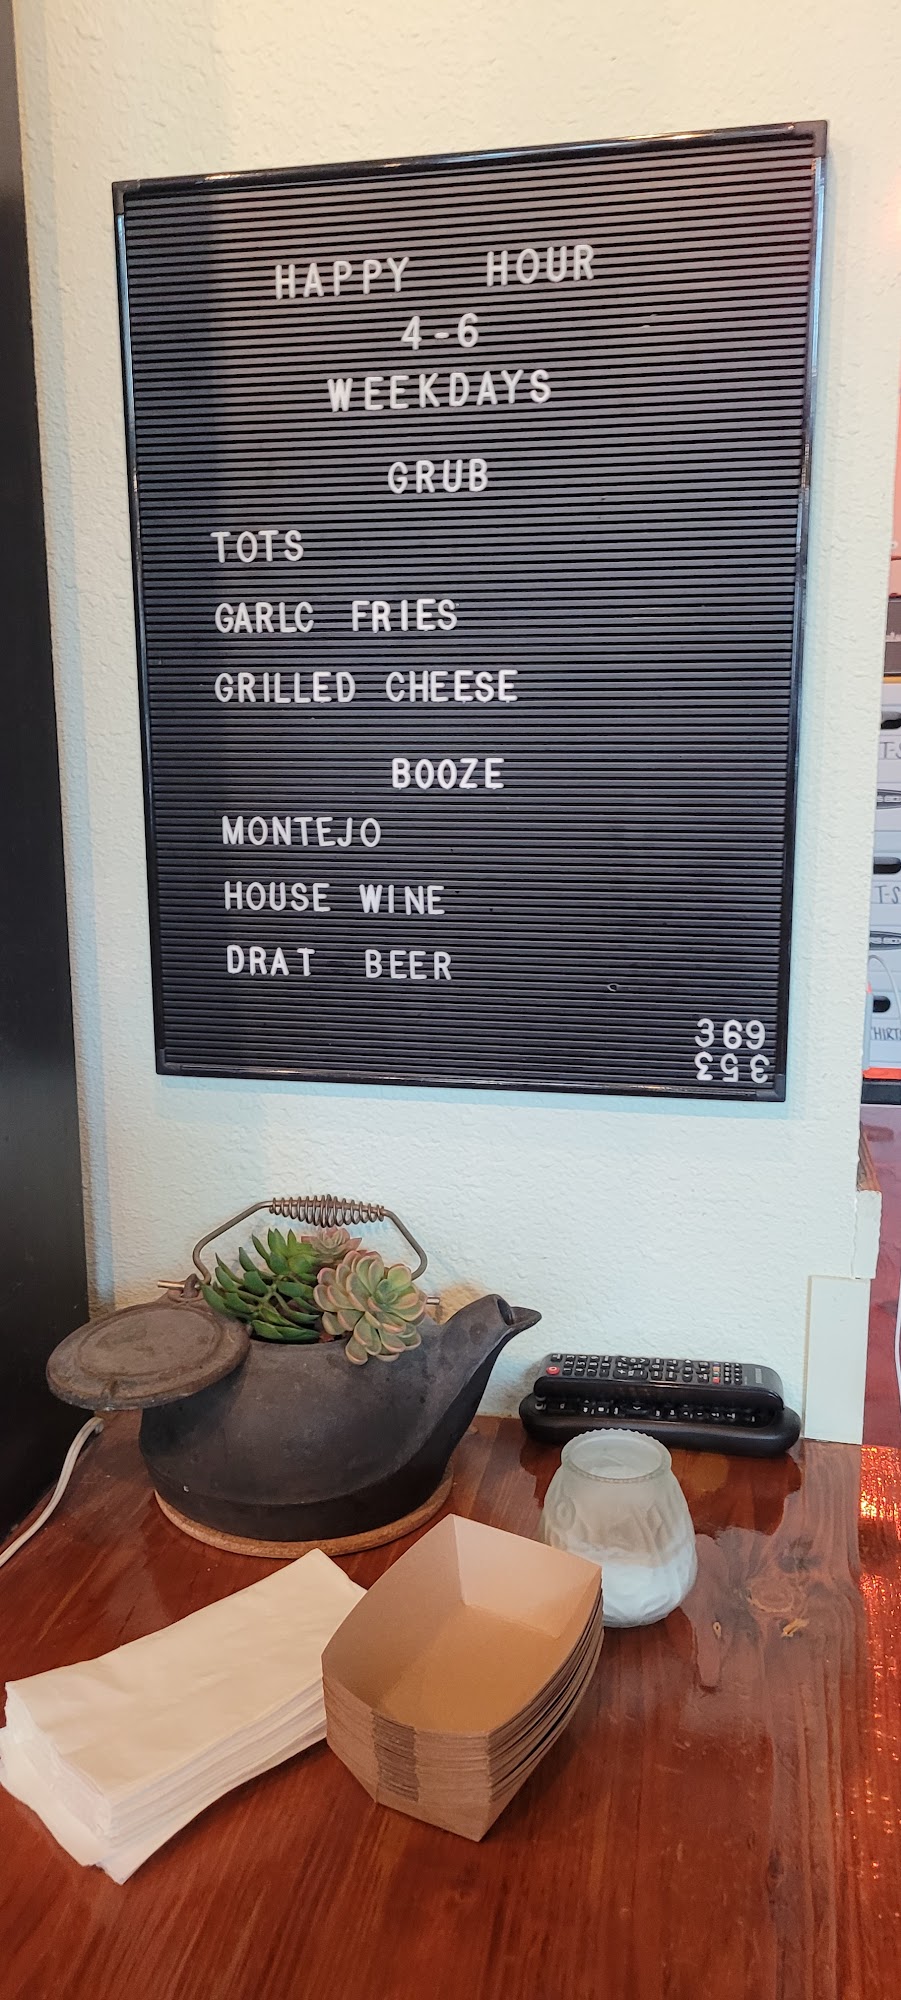 HAPPY HOUR
4-6
WEEKDAYS
GRUB
TOTS
GARLC FRIES
GRILLED CHEESE
BOOZE
MONTEJO
HOUSE WINE
DRAT BEER
369
353